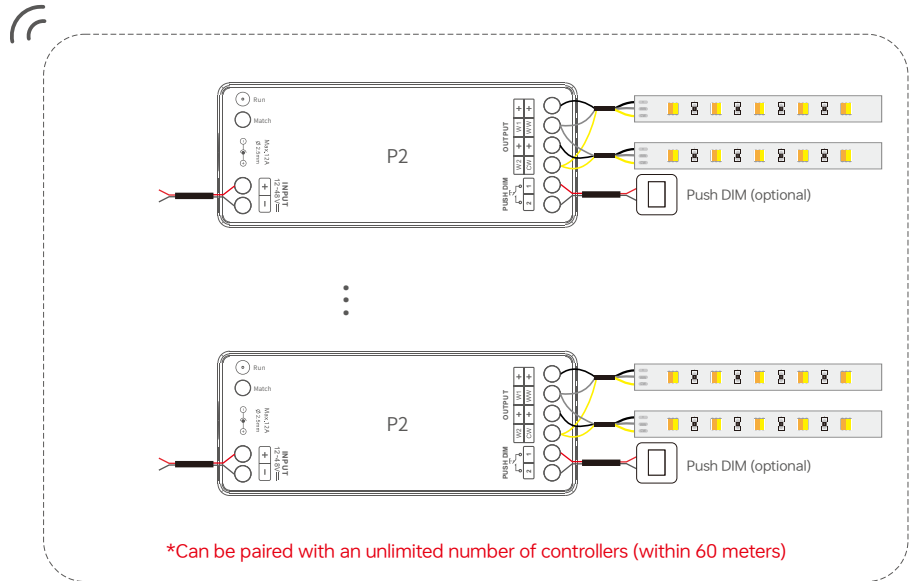 Run
Match
Max.12A
Ø 2.5mm
+
−
INPUT
12~48V
P2
OUTPUT
+ +
W1 WW
+ +
W2 CW
PUSH DIM
1
2
Push DIM (optional)
Run
Match
Max.12A
Ø 2.5mm
+
−
INPUT
12~48V
P2
OUTPUT
+ +
W1 WW
+ +
W2 CW
PUSH DIM
1
2
Push DIM (optional)
*Can be paired with an unlimited number of controllers (within 60 meters)